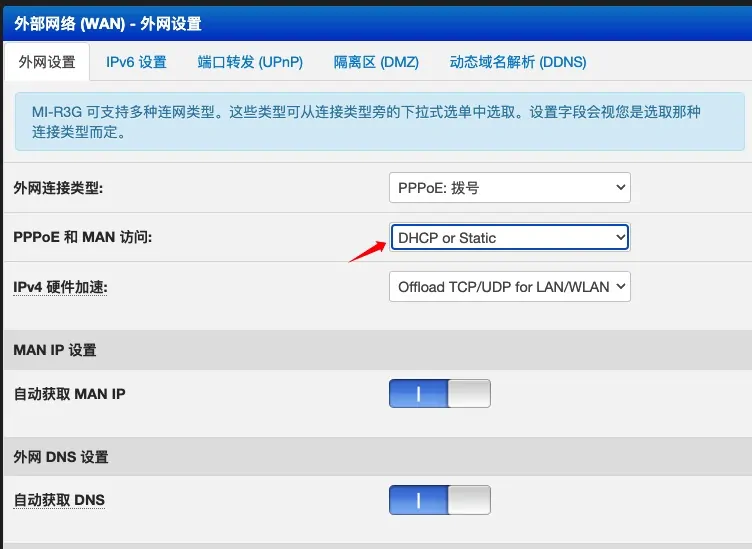 外部网络 (WAN) - 外网设置
外网设置 IPv6 设置 端口转发 (UPnP) 隔离区 (DMZ) 动态域名解析 (DDNS)
MI-R3G 可支持多种连网类型。这些类型可从连接类型旁的下拉式选单中选取。设置字段会视您是选取那种
连接类型而定。
外网连接类型: PPPoE: 拨号
PPPoE 和 MAN 访问: DHCP or Static
IPv4 硬件加速: Offload TCP/UDP for LAN/WLAN
MAN IP 设置
自动获取 MAN IP
外网 DNS 设置
自动获取 DNS